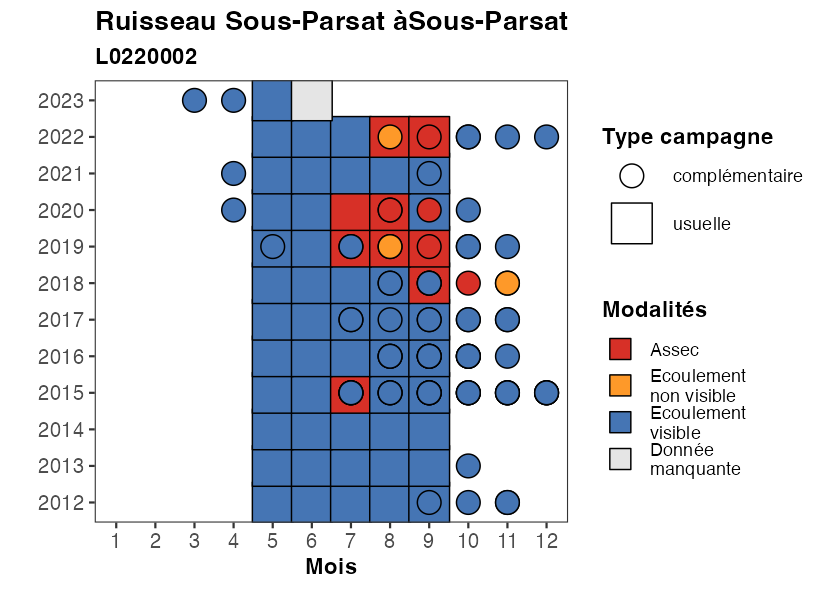 Ruisseau Sous-Parsat àSous-Parsat
L0220002
2023
2022
2021
2020
2019
2018
2017
2016
2015
2014
2013
2012
1 2 3 4 5 6 7 8 9 10 11 12
Mois
Type campagne
complémentaire
usuelle
Modalités
Assec
Ecoulement
non visible
Ecoulement
visible
Donnée
manquante